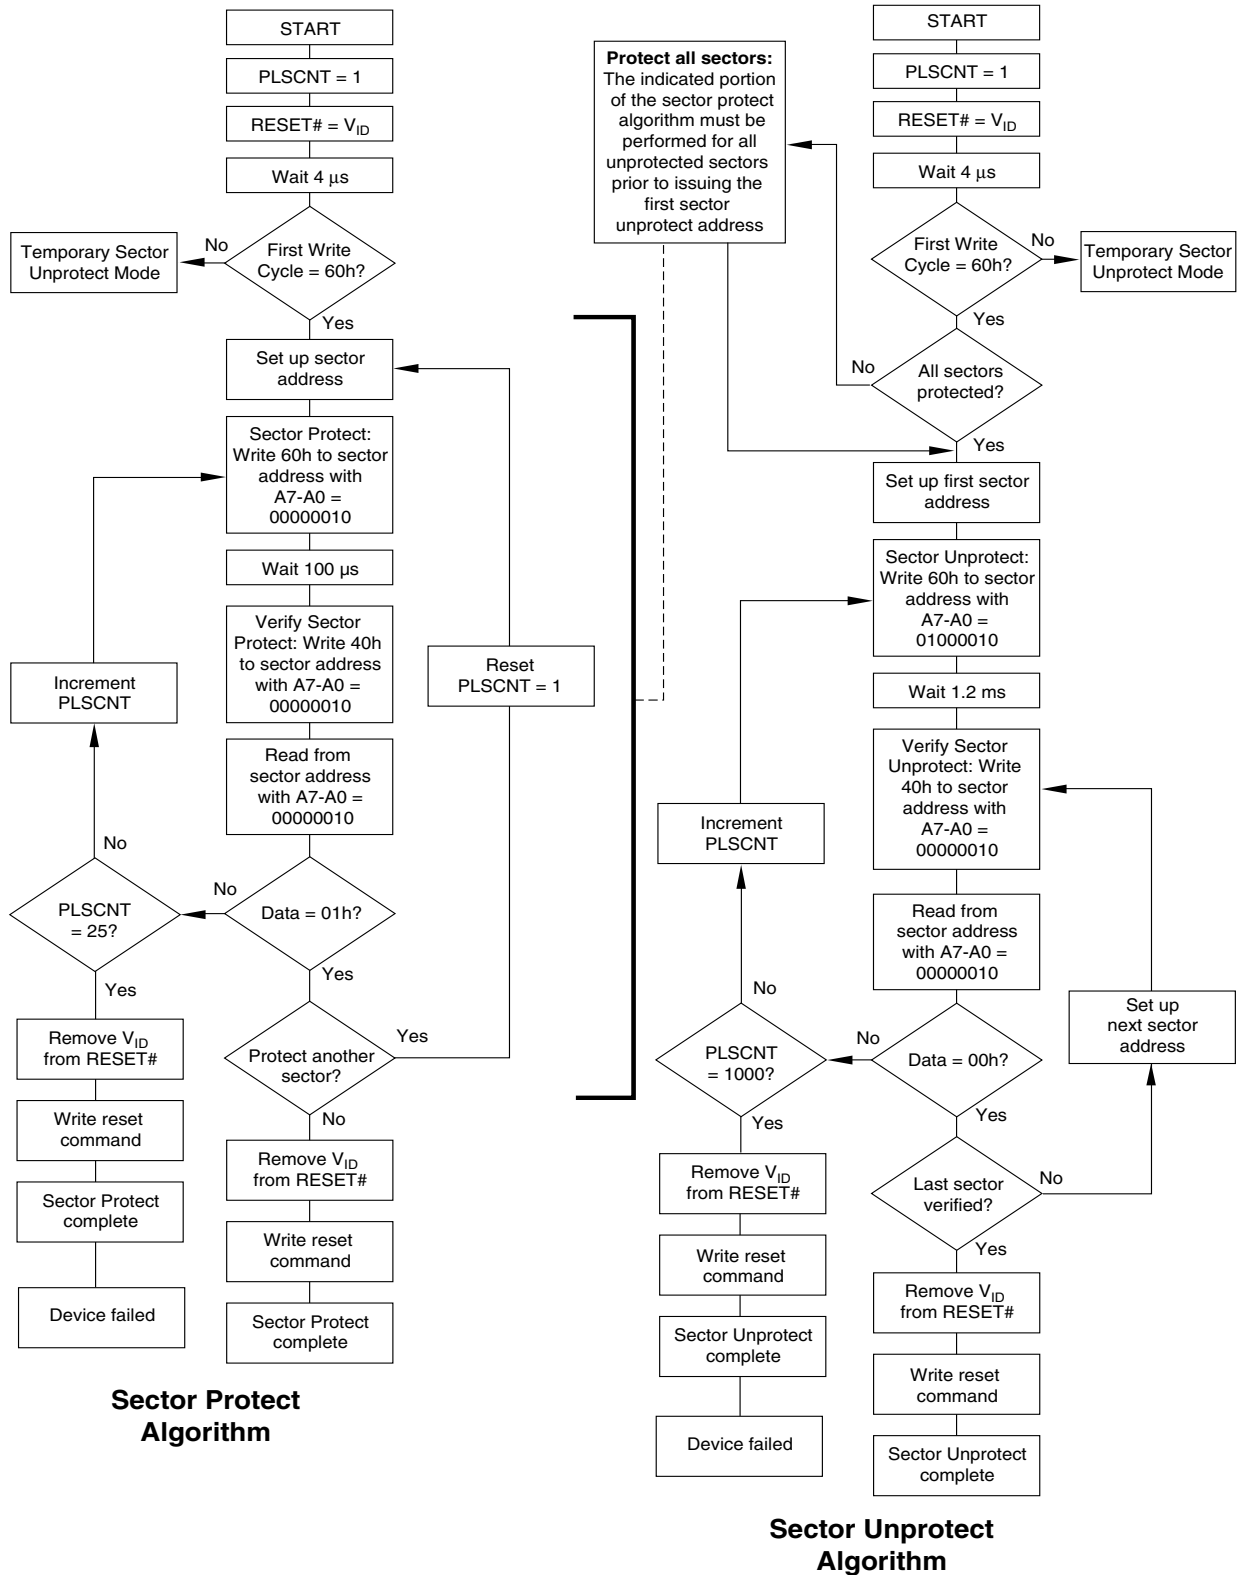 START
PLSCNT = 1
RESET# = VID
Wait 4 μs
First Write
Cycle = 60h?
No
Temporary Sector
Unprotect Mode
Yes
Set up sector
address
Sector Protect:
Write 60h to sector
address with
A7-A0 =
00000010
Wait 100 µs
Verify Sector
Protect: Write 40h
to sector address
with A7-A0 =
00000010
Reset
PLSCNT = 1
Increment
PLSCNT
Read from
sector address
with A7-A0 =
00000010
No
No
PLSCNT
= 25?
Data = 01h?
Yes
Yes
Remove VID
from RESET#
Yes
Protect another
sector?
Write reset
command
No
Remove VID
from RESET#
Sector Protect
complete
Write reset
command
Device failed
Sector Protect
complete
Sector Protect
Algorithm
Protect all sectors:
The indicated portion
of the sector protect
algorithm must be
performed for all
unprotected sectors
prior to issuing the
first sector
unprotect address
START
PLSCNT = 1
RESET# = VID
Wait 4 μs
First Write
Cycle = 60h?
No
Temporary Sector
Unprotect Mode
Yes
No
All sectors
protected?
Yes
Set up first sector
address
Sector Unprotect:
Write 60h to sector
address with
A7-A0 =
01000010
Wait 1.2 ms
Verify Sector
Unprotect: Write
40h to sector
address with
A7-A0 =
00000010
Increment
PLSCNT
Read from
sector address
with A7-A0 =
00000010
No
Set up
next sector
address
No
PLSCNT
= 1000?
Data = 00h?
Yes
Yes
Remove VID
from RESET#
Last sector
verified?
No
Yes
Write reset
command
Remove VID
from RESET#
Sector Unprotect
complete
Write reset
command
Device failed
Sector Unprotect
complete
Sector Unprotect
Algorithm